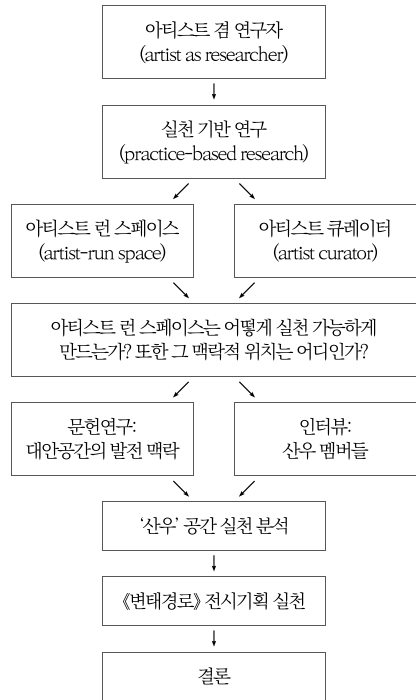 아티스트 겸 연구자
(artist as researcher)
실천 기반 연구
(practice-based research)
아티스트 런 스페이스
(artist-run space)
아티스트 큐레이터
(artist curator)
아티스트 런 스페이스는 어떻게 실천 가능하게
만드는가? 또한 그 맥락적 위치는 어디인가?
문헌연구:
대안공간의 발전 맥락
인터뷰:
산우 멤버들
‘산우’ 공간 실천 분석
《변태경로》 전시기획 실천
결론